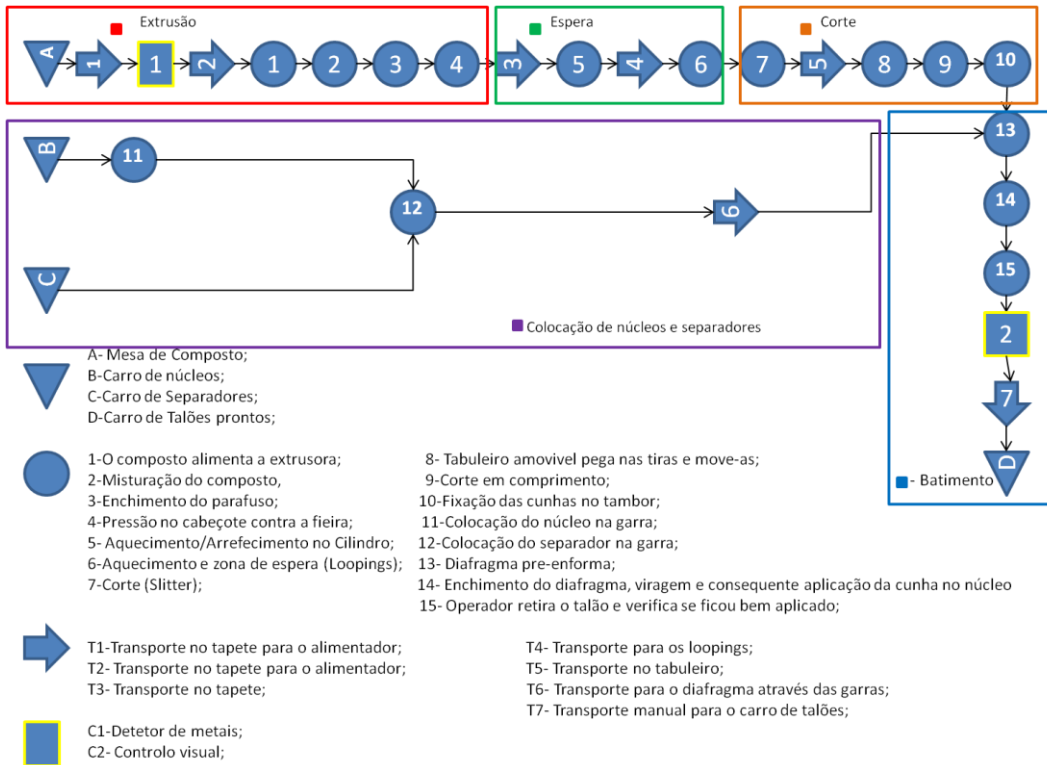 Extrusão
Espera
Corte
A 1 1 2 1 2 3 4 3 5 4 6 7 5 8 9 10
B 11
13
12
6
14
C
15
Colocação de núcleos e separadores
2
7
D
- Batimento
A- Mesa de Composto;
B-Carro de núcleos;
C-Carro de Separadores;
D-Carro de Talões prontos;
1-O composto alimenta a extrusora;
2-Misturação do composto,
3-Enchimento do parafuso;
4-Pressão no cabeçote contra a fieira;
5- Aquecimento/Arrefecimento no Cilindro;
6-Aquecimento e zona de espera (Loopings);
7-Corte (Slitter);
8- Tabuleiro amovivel pega nas tiras e move-as;
9-Corte em comprimento;
10-Fixação das cunhas no tambor;
11-Colocação do núcleo na garra;
12-Colocação do separador na garra;
13- Diafragma pre-enforma;
14- Enchimento do diafragma, viragem e consequente aplicação da cunha no núcleo
15- Operador retira o talão e verifica se ficou bem aplicado;
T1-Transporte no tapete para o alimentador;
T2- Transporte no tapete para o alimentador;
T3- Transporte no tapete;
T4- Transporte para os loopings;
T5- Transporte no tabuleiro;
T6- Transporte para o diafragma através das garras;
T7- Transporte manual para o carro de talões;
C1-Detetor de metais;
C2- Controlo visual;